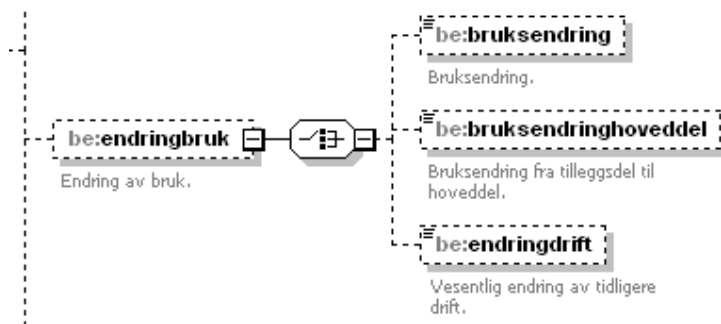 be:bruksendring
Bruksendring.
be:endringbruk
Endring av bruk.
be:bruksendringhoveddel
Bruksendring fra tilleggsdel til
hoveddel.
be:endringdrift
Vesentlig endring av tidligere
drift.